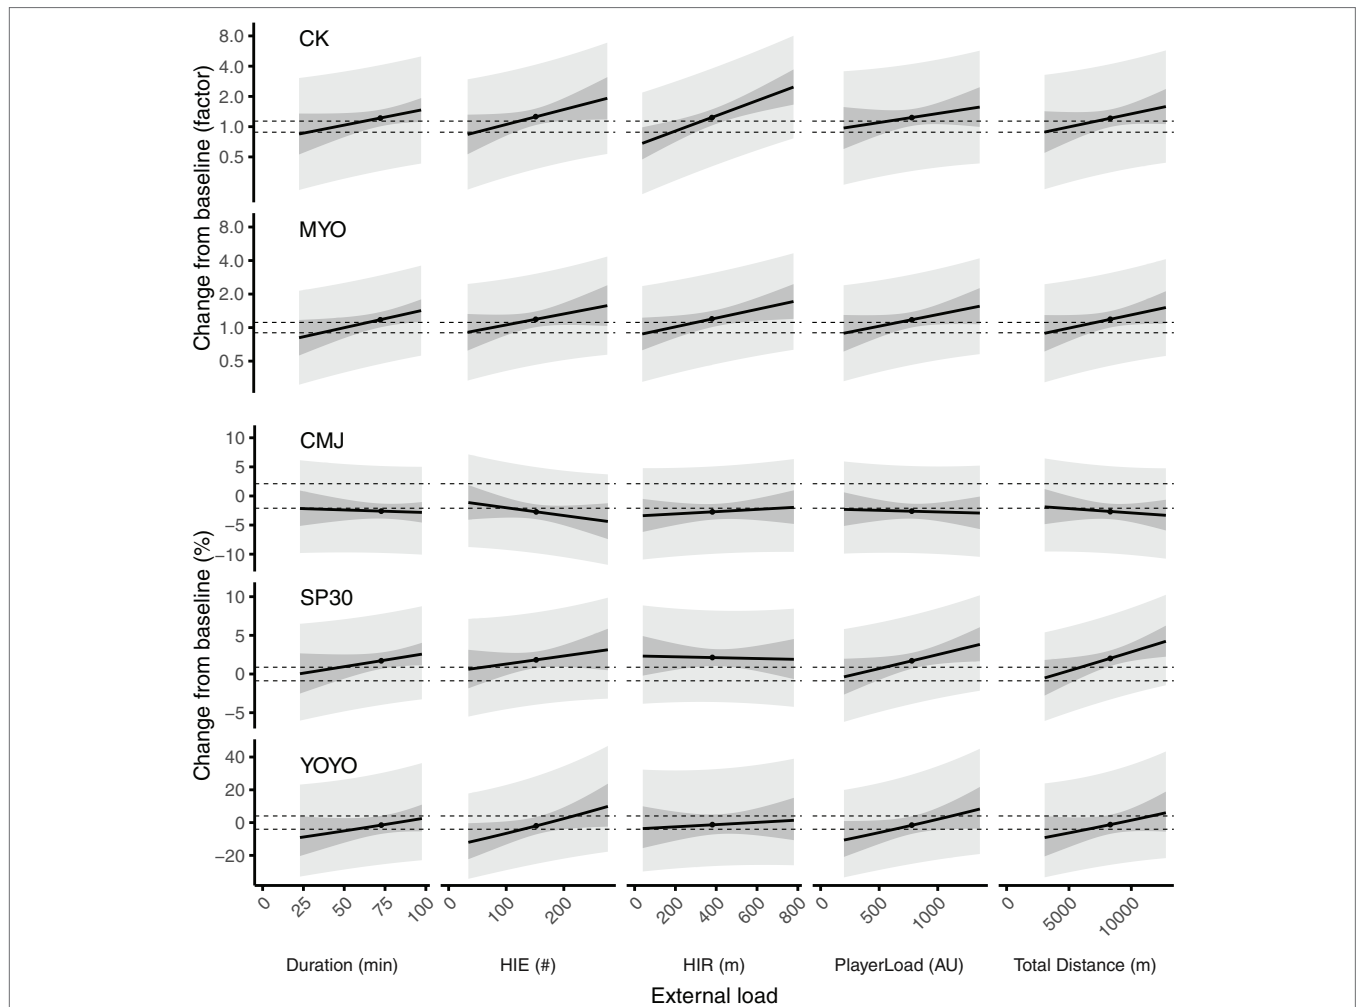 Change from baseline (factor)
CK
8.0
4.0
2.0
1.0
0.5
MYO
8.0
4.0
2.0
1.0
0.5
Change from baseline (%)
CMJ
10
5
0
−5
−10
SP30
10
5
0
−5
YOYO
40
20
0
−20
0 25 50 75 100 0 100 200 0 200 400 600 800 0 500 1000 0 5000 10000
Duration (min) HIE (#) HIR (m) PlayerLoad (AU) Total Distance (m)
External load